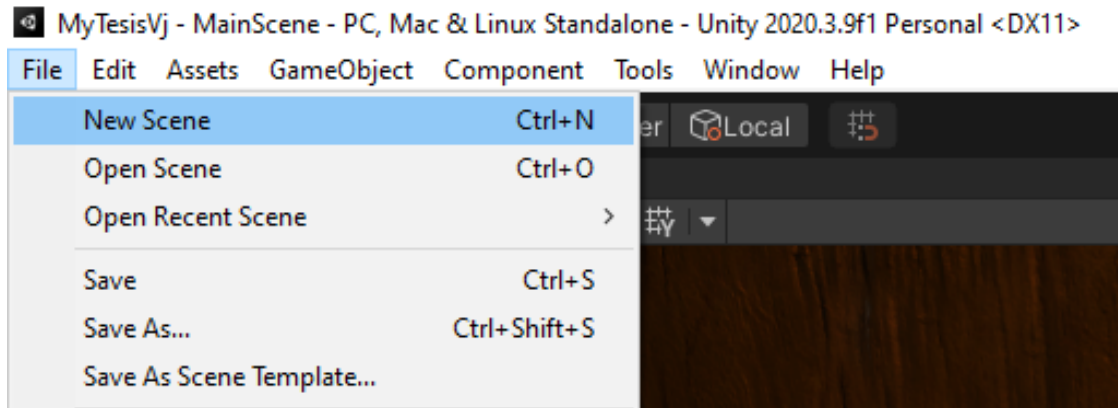 MyTesisVj - MainScene - PC, Mac & Linux Standalone - Unity 2020.3.9f1 Personal <DX11>
File Edit Assets GameObject Component Tools Window Help
New Scene Ctrl+N
er Local
Open Scene Ctrl+O
Open Recent Scene >
Y
Save Ctrl+S
Save As... Ctrl+Shift+S
Save As Scene Template...